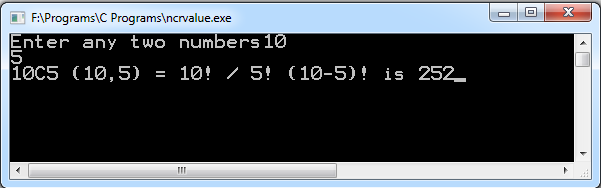 F:\Programs\C Programs\ncrvalue.exe
Enter any two numbers10
5
10C5 (10,5) = 10! / 5! (10-5)! is 252_